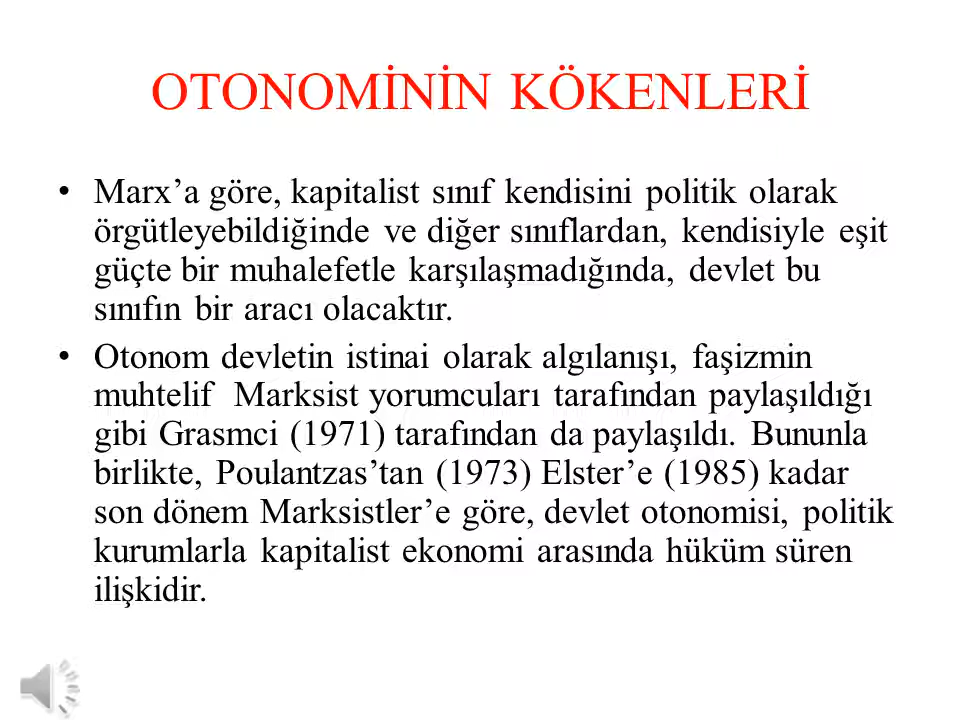 OTONOMİNİN KÖKENLERİ
• Marx’a göre, kapitalist sınıf kendisini politik olarak
örgütleyebildiğinde ve diğer sınıflardan, kendisiyle eşit
güçte bir muhalefetle karşılaşmadığında, devlet bu
sınıfın bir aracı olacaktır.
• Otonom devletin istinai olarak algılanışı, faşizmin
muhtelif Marksist yorumcuları tarafından paylaşıldığı
gibi Grasmci (1971) tarafından da paylaşıldı. Bununla
birlikte, Poulantzas’tan (1973) Elster’e (1985) kadar
son dönem Marksistler’e göre, devlet otonomisi, politik
kurumlarla kapitalist ekonomi arasında hüküm süren
ilişkidir.